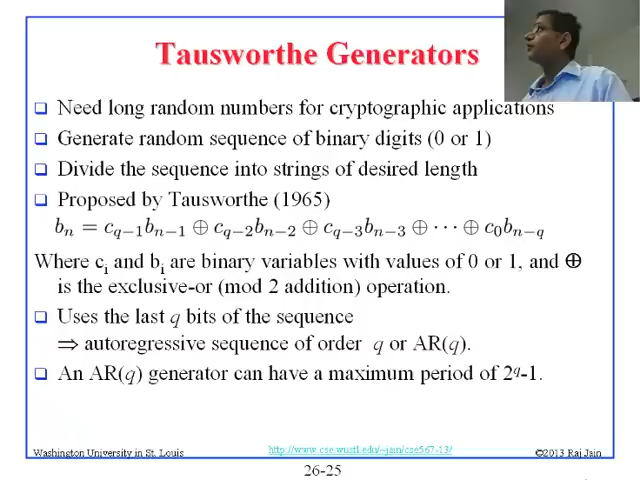 Tausworthe Generators
❑ Need long random numbers for cryptographic applications
❑ Generate random sequence of binary digits (0 or 1)
❑ Divide the sequence into strings of desired length
❑ Proposed by Tausworthe (1965)
bₙ = c_{q−1}b_{n−1} ⊕ c_{q−2}b_{n−2} ⊕ c_{q−3}b_{n−3} ⊕ ⋯ ⊕ c₀b_{n−q}
Where cᵢ and bᵢ are binary variables with values of 0 or 1, and ⊕
is the exclusive-or (mod 2 addition) operation.
❑ Uses the last q bits of the sequence
⇒ autoregressive sequence of order q or AR(q).
❑ An AR(q) generator can have a maximum period of 2^q-1.
Washington University in St. Louis
http://www.cse.wustl.edu/~jain/cse567-13/
©2013 Raj Jain
26-25